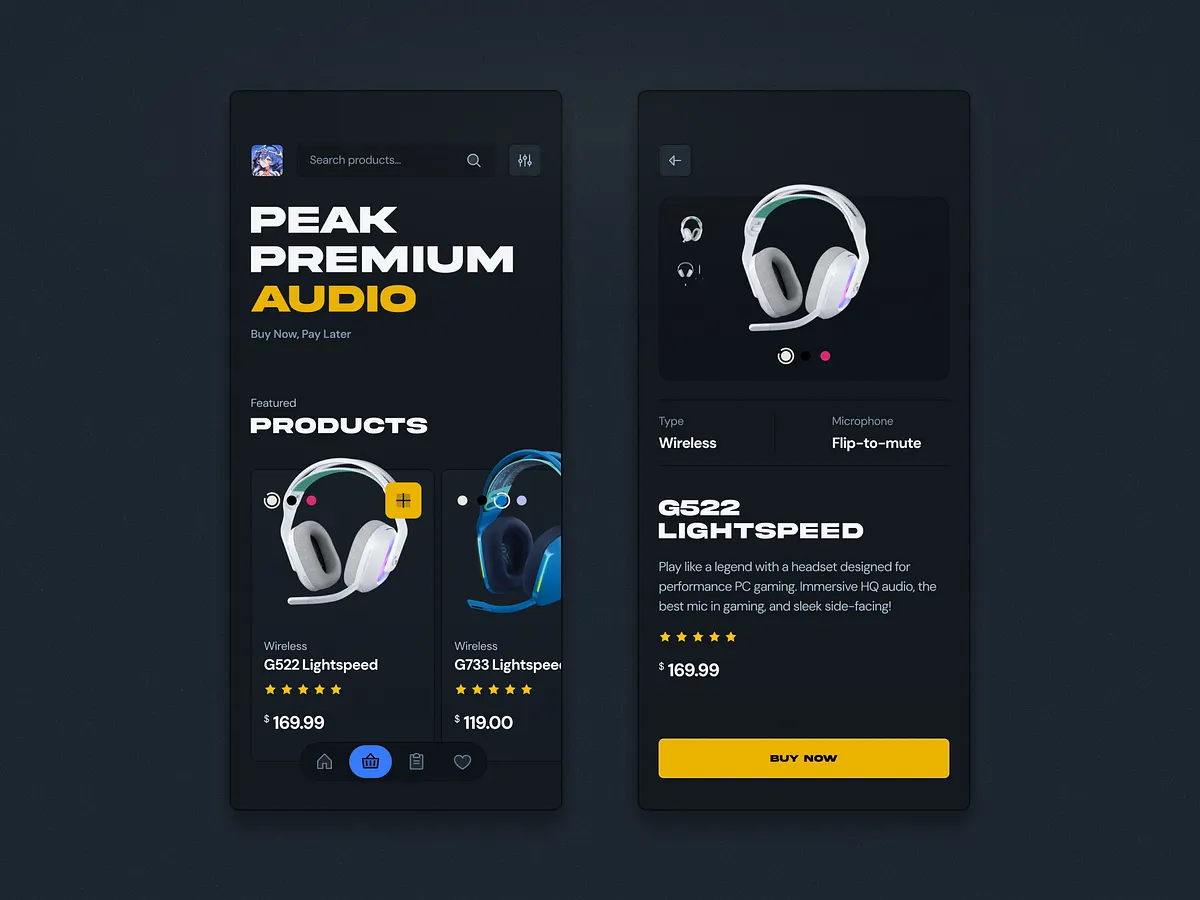 Search products...
PEAK
PREMIUM
AUDIO
Buy Now, Pay Later
Featured
PRODUCTS
Wireless
G522 Lightspeed
$ 169.99
Wireless
G733 Lightspeed
$ 119.00
Type
Wireless
Microphone
Flip-to-mute
G522
LIGHTSPEED
Play like a legend with a headset designed for
performance PC gaming. Immersive HQ audio, the
best mic in gaming, and sleek side-facing!
$ 169.99
BUY NOW